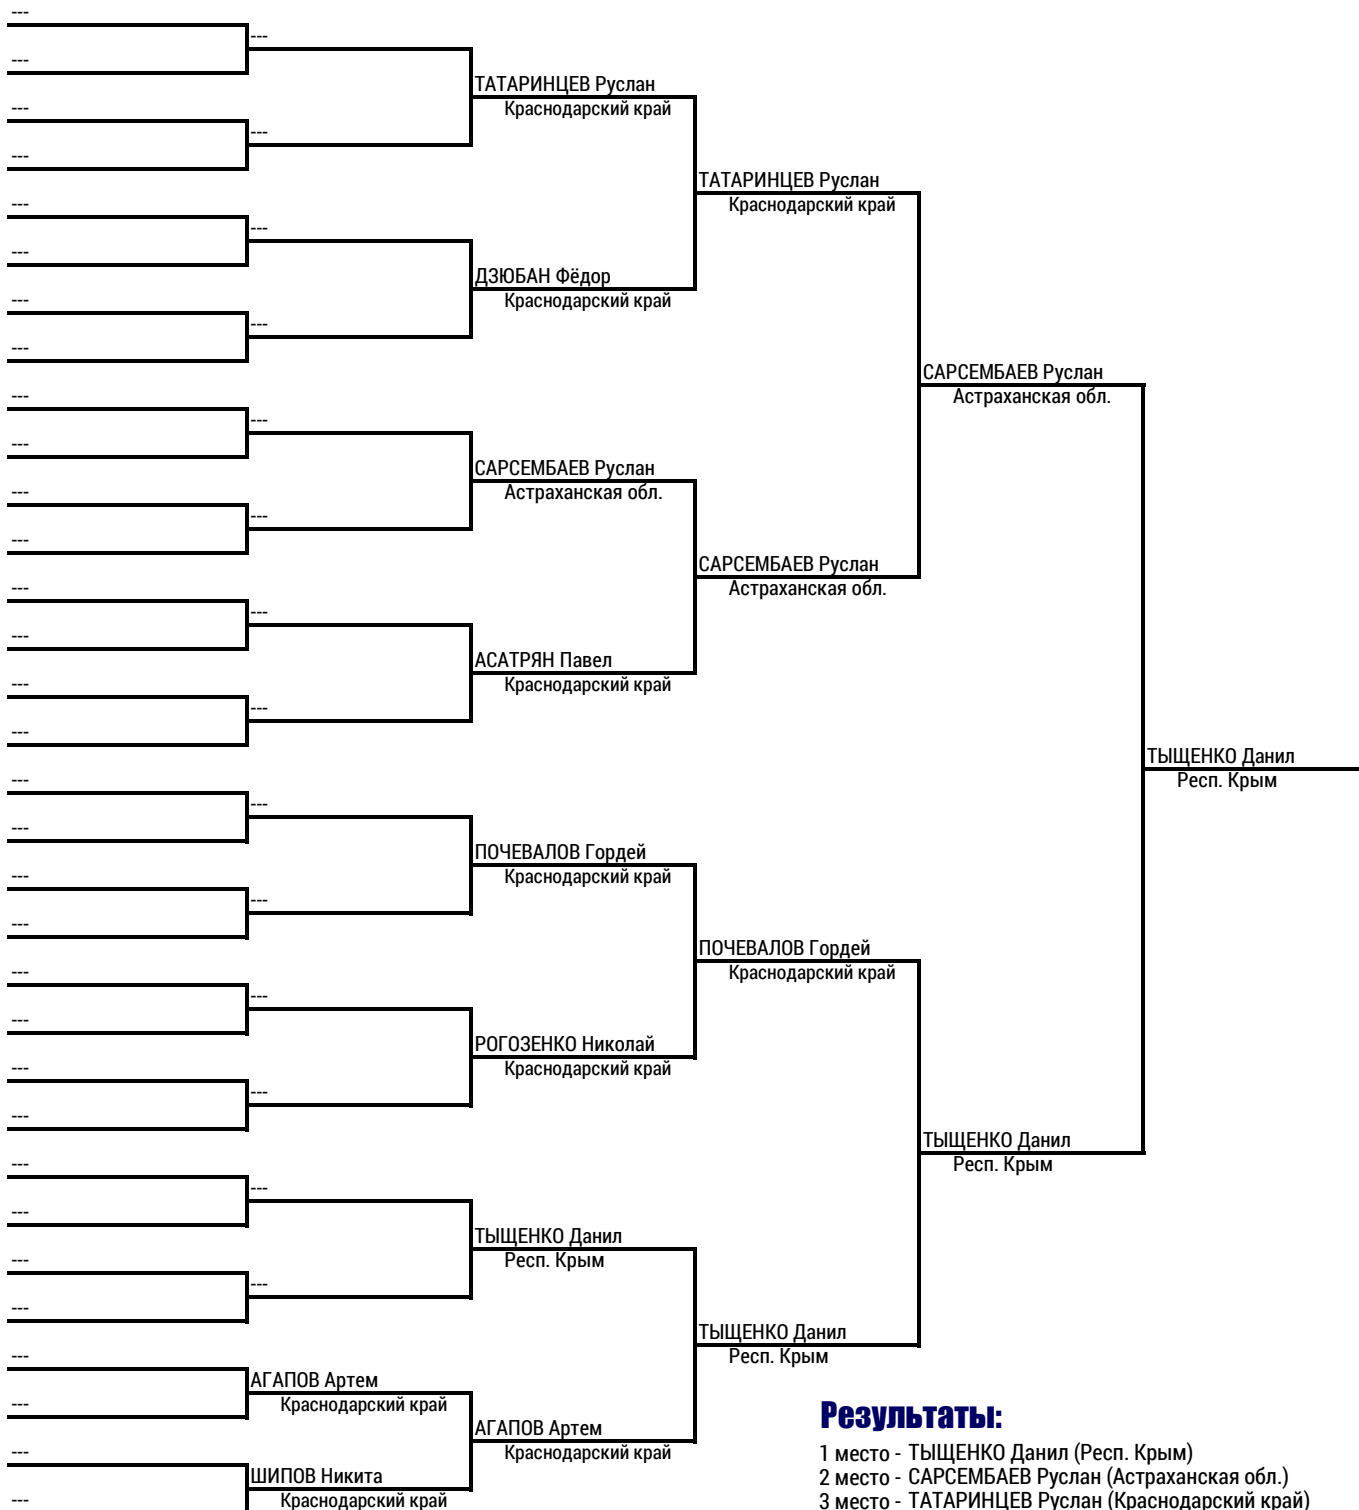 ---
---
---
ТАТАРИНЦЕВ Руслан
Краснодарский край
---
---
---
ТАТАРИНЦЕВ Руслан
Краснодарский край
---
---
---
ДЗЮБАН Фёдор
Краснодарский край
---
---
---
САРСЕМБАЕВ Руслан
Астраханская обл.
---
---
---
САРСЕМБАЕВ Руслан
Астраханская обл.
---
---
---
САРСЕМБАЕВ Руслан
Астраханская обл.
---
---
---
АСАТРЯН Павел
Краснодарский край
---
---
---
ТЫЩЕНКО Данил
Респ. Крым
---
---
---
ПОЧЕВАЛОВ Гордей
Краснодарский край
---
---
---
ПОЧЕВАЛОВ Гордей
Краснодарский край
---
---
---
РОГОЗЕНКО Николай
Краснодарский край
---
---
---
ТЫЩЕНКО Данил
Респ. Крым
---
---
---
ТЫЩЕНКО Данил
Респ. Крым
---
---
---
ТЫЩЕНКО Данил
Респ. Крым
---
---
АГАПОВ Артем
Краснодарский край
АГАПОВ Артем
Краснодарский край
---
---
ШИПОВ Никита
Краснодарский край
Результаты:
1 место - ТЫЩЕНКО Данил (Респ. Крым)
2 место - САРСЕМБАЕВ Руслан (Астраханская обл.)
3 место - ТАТАРИНЦЕВ Руслан (Краснодарский край)